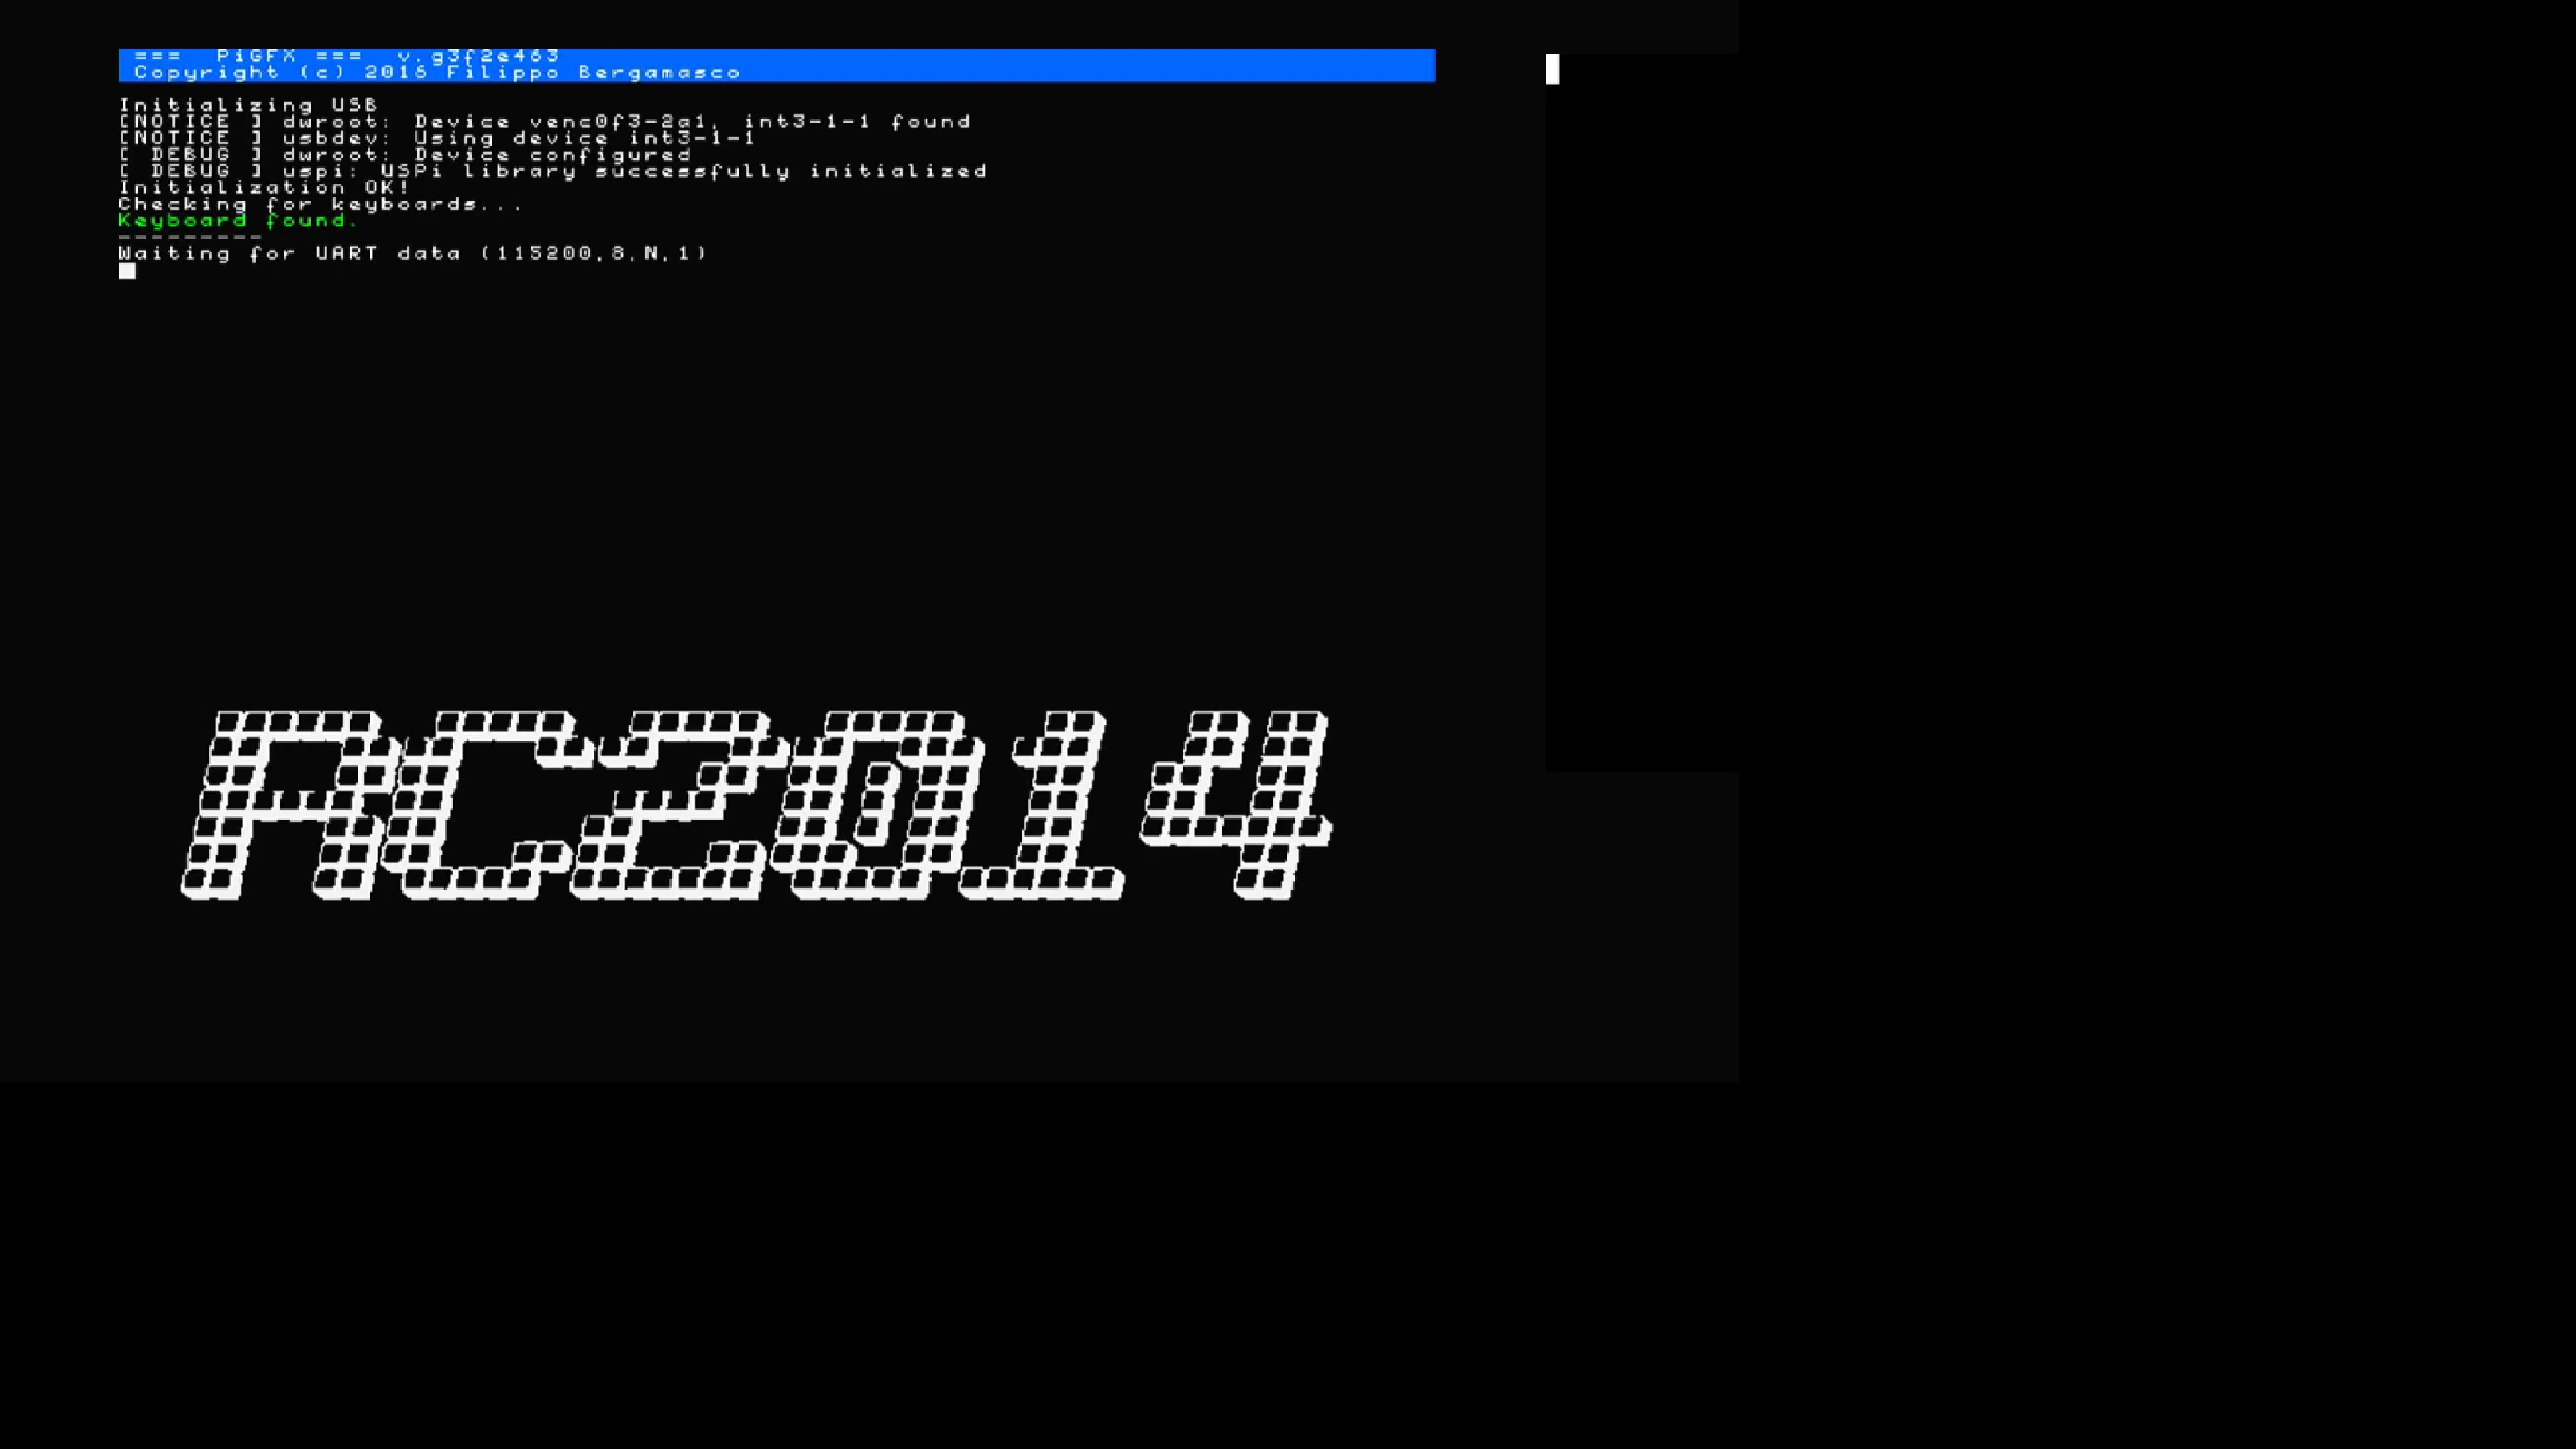 === PiGFX === v.g3f2e463
Copyright (c) 2016 Filippo Bergamasco
Initializing USB
[NOTICE ] dwroot: Device venc0f3-2a1, int3-1-1 found
[NOTICE ] usbdev: Using device int3-1-1
[ DEBUG ] dwroot: Device configured
[ DEBUG ] uspi: USPi library successfully initialized
Initialization OK!
Checking for keyboards...
Keyboard found.
---------
Waiting for UART data (115200,8,N,1)
RC2014